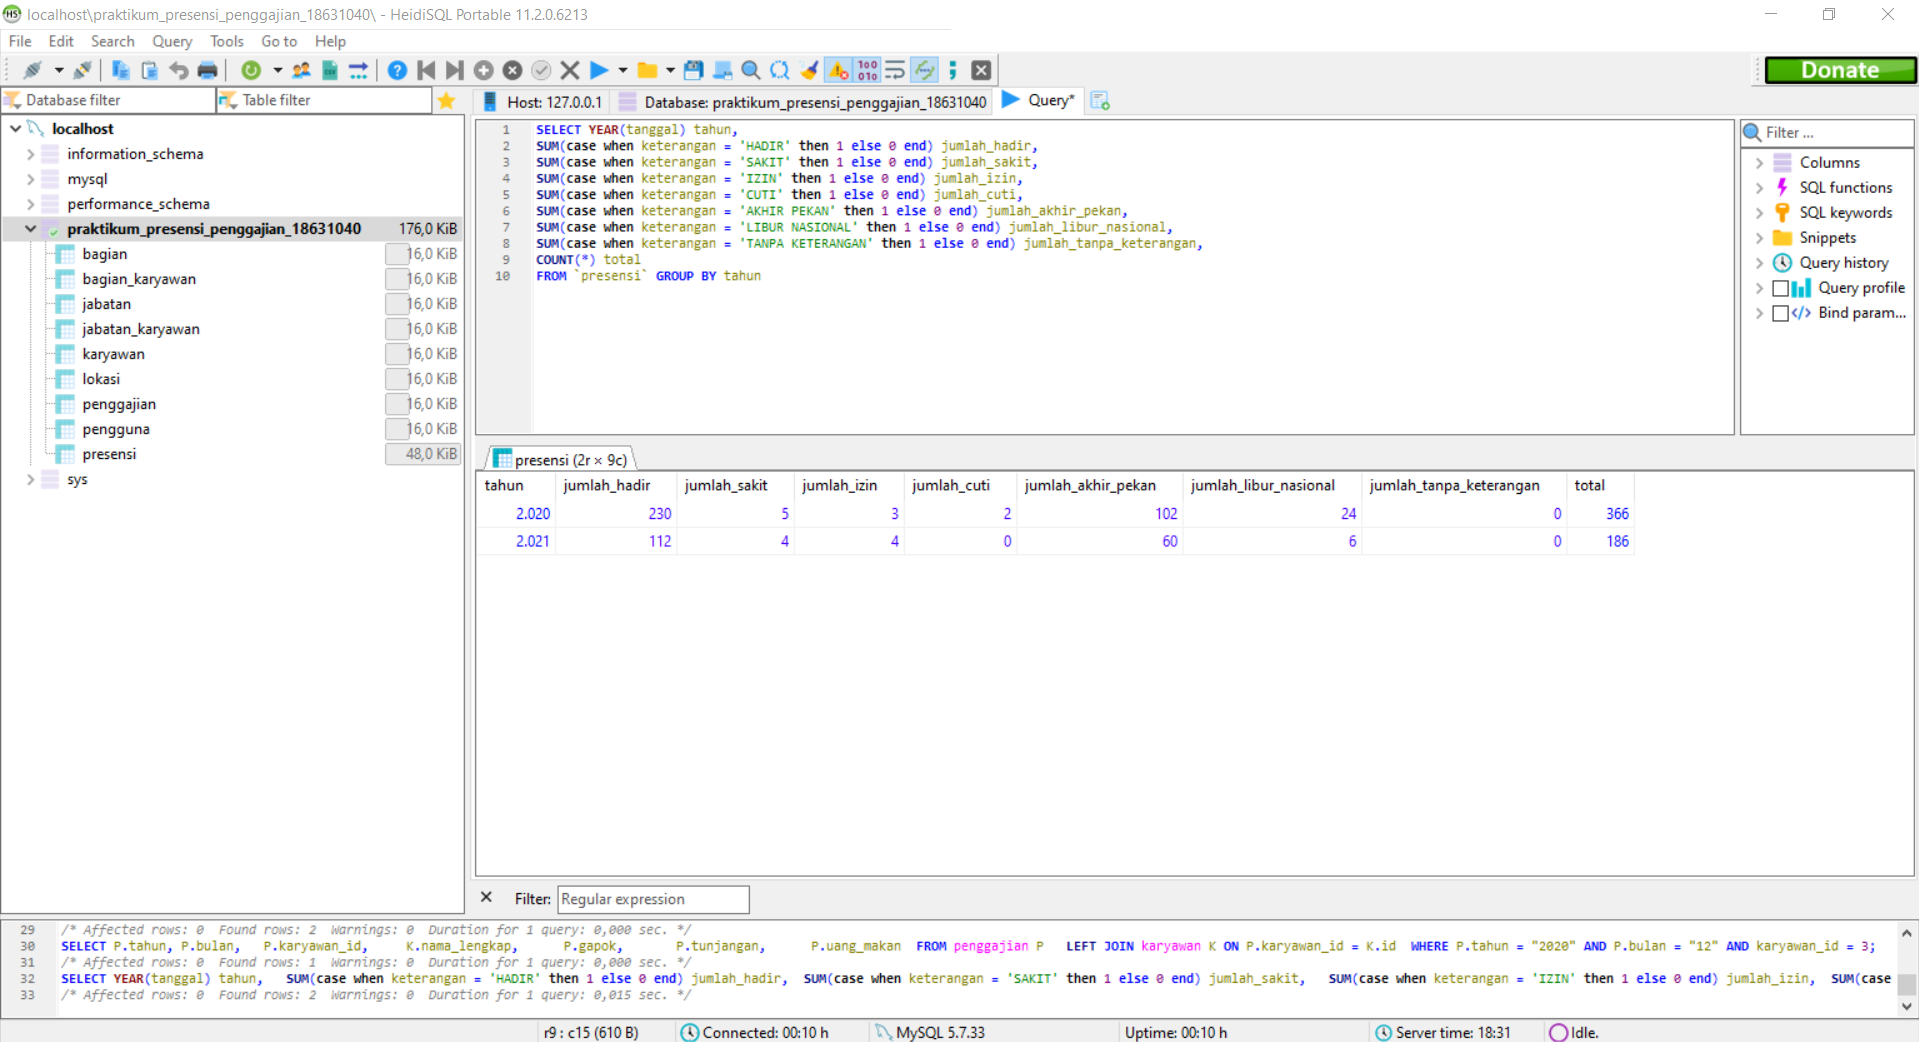 localhost\praktikum_presensi_penggajian_18631040\ - HeidiSQL Portable 11.2.0.6213
File Edit Search Query Tools Go to Help
Donate
Database filter Table filter
Host: 127.0.0.1 Database: praktikum_presensi_penggajian_18631040 Query*
localhost
information_schema
mysql
performance_schema
praktikum_presensi_penggajian_18631040 176,0 KiB
bagian 16,0 KiB
bagian_karyawan 16,0 KiB
jabatan 16,0 KiB
jabatan_karyawan 16,0 KiB
karyawan 16,0 KiB
lokasi 16,0 KiB
penggajian 16,0 KiB
pengguna 16,0 KiB
presensi 48,0 KiB
sys
1 SELECT YEAR(tanggal) tahun,
2 SUM(case when keterangan = 'HADIR' then 1 else 0 end) jumlah_hadir,
3 SUM(case when keterangan = 'SAKIT' then 1 else 0 end) jumlah_sakit,
4 SUM(case when keterangan = 'IZIN' then 1 else 0 end) jumlah_izin,
5 SUM(case when keterangan = 'CUTI' then 1 else 0 end) jumlah_cuti,
6 SUM(case when keterangan = 'AKHIR PEKAN' then 1 else 0 end) jumlah_akhir_pekan,
7 SUM(case when keterangan = 'LIBUR NASIONAL' then 1 else 0 end) jumlah_libur_nasional,
8 SUM(case when keterangan = 'TANPA KETERANGAN' then 1 else 0 end) jumlah_tanpa_keterangan,
9 COUNT(*) total
10 FROM `presensi` GROUP BY tahun
Filter ...
Columns
SQL functions
SQL keywords
Snippets
Query history
Query profile
Bind param...
presensi (2r × 9c)
tahun jumlah_hadir jumlah_sakit jumlah_izin jumlah_cuti jumlah_akhir_pekan jumlah_libur_nasional jumlah_tanpa_keterangan total
2.020 230 5 3 2 102 24 0 366
2.021 112 4 4 0 60 6 0 186
Filter: Regular expression
29 /* Affected rows: 0 Found rows: 2 Warnings: 0 Duration for 1 query: 0,000 sec. */
30 SELECT P.tahun, P.bulan, P.karyawan_id, K.nama_lengkap, P.gapok, P.tunjangan, P.uang_makan FROM penggajian P LEFT JOIN karyawan K ON P.karyawan_id = K.id WHERE P.tahun = "2020" AND P.bulan = "12" AND karyawan_id = 3;
31 /* Affected rows: 0 Found rows: 1 Warnings: 0 Duration for 1 query: 0,000 sec. */
32 SELECT YEAR(tanggal) tahun, SUM(case when keterangan = 'HADIR' then 1 else 0 end) jumlah_hadir, SUM(case when keterangan = 'SAKIT' then 1 else 0 end) jumlah_sakit, SUM(case when keterangan = 'IZIN' then 1 else 0 end) jumlah_izin, SUM(case
33 /* Affected rows: 0 Found rows: 2 Warnings: 0 Duration for 1 query: 0,015 sec. */
r9 : c15 (610 B) Connected: 00:10 h MySQL 5.7.33 Uptime: 00:10 h Server time: 18:31 Idle.